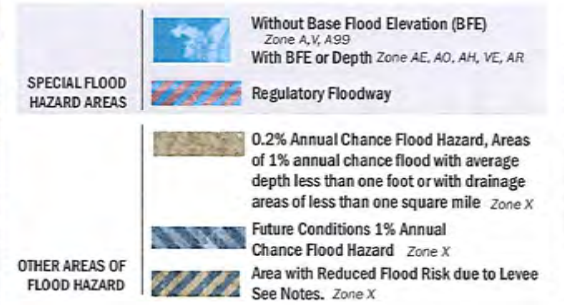 Without Base Flood Elevation (BFE)
Zone A,V, A99
With BFE or Depth Zone AE, AO, AH, VE, AR
SPECIAL FLOOD
HAZARD AREAS
Regulatory Floodway
0.2% Annual Chance Flood Hazard, Areas
of 1% annual chance flood with average
depth less than one foot or with drainage
areas of less than one square mile Zone X
Future Conditions 1% Annual
Chance Flood Hazard Zone X
OTHER AREAS OF
FLOOD HAZARD
Area with Reduced Flood Risk due to Levee
See Notes. Zone X